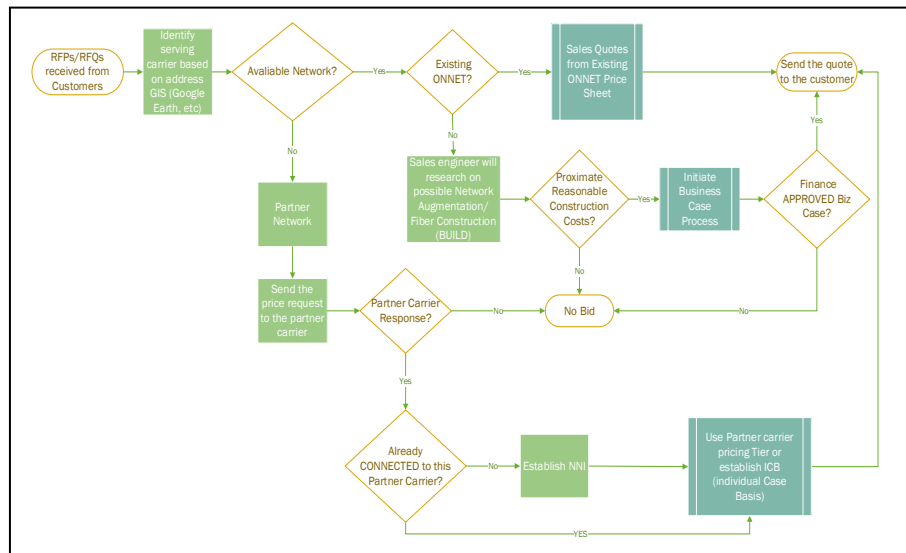 RFPs/RFQs
received from
Customers
Identify
serving
carrier based
on address
GIS (Google
Earth, etc)
Avaliable Network?
Yes
Existing
ONNET?
Yes
Sales Quotes
from Existing
ONNET Price
Sheet
Send the quote
to the customer
No
No
Yes
Partner
Network
Sales engineer will
research on
possible Network
Augmentation/
Fiber Construction
(BUILD)
Proximate
Reasonable
Construction
Costs?
Yes
Initiate
Business
Case
Process
Finance
APPROVED Biz
Case?
No
Send the
price request
to the partner
carrier
Partner Carrier
Response?
No
No Bid
No
Yes
Already
CONNECTED to this
Partner Carrier?
No
Establish NNI
Use Partner carrier
pricing Tier or
establish ICB
(individual Case
Basis)
YES